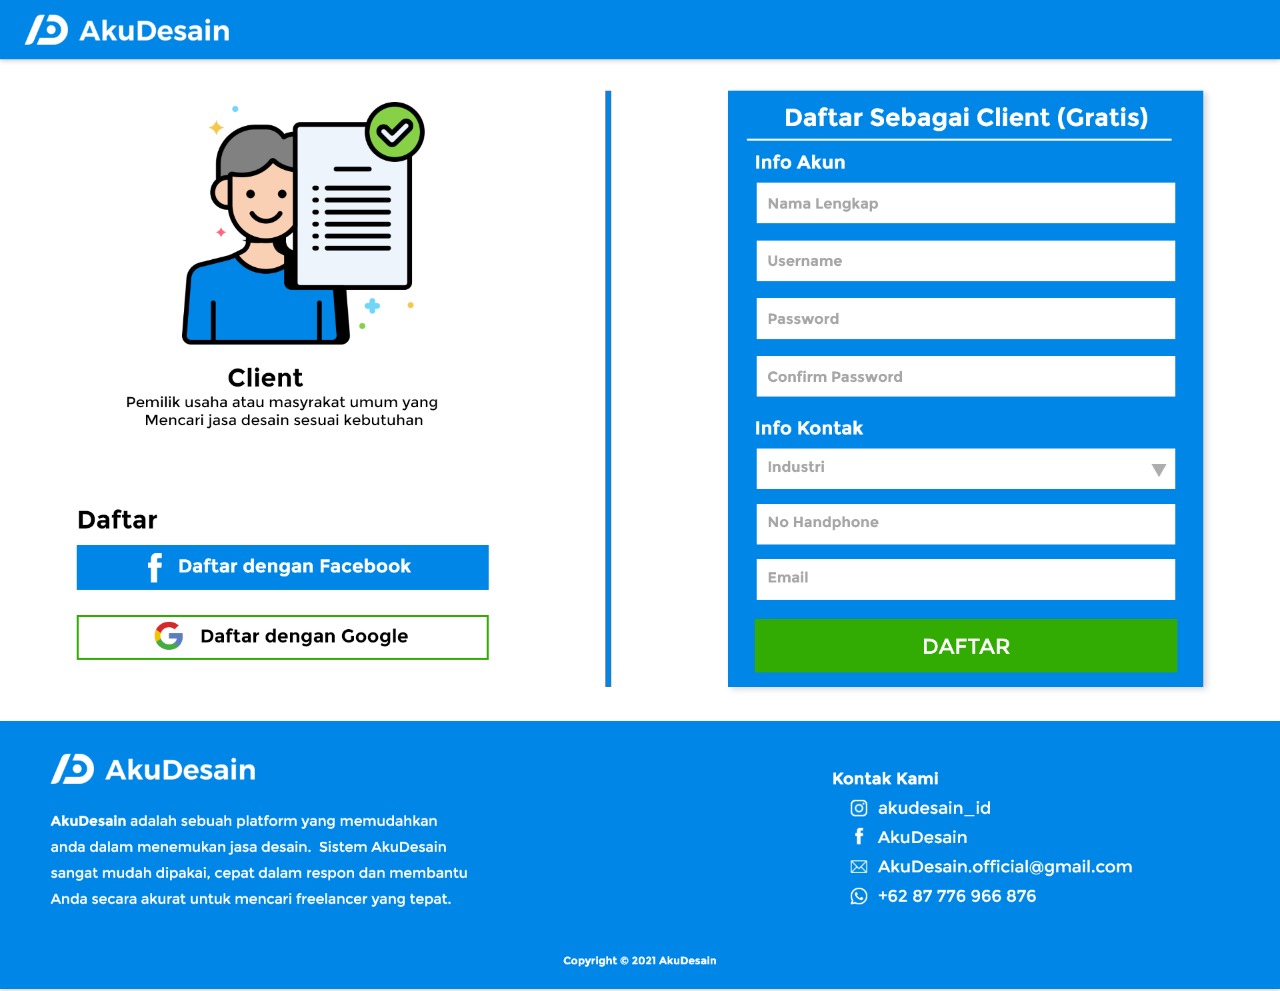 AkuDesain
Client
Pemilik usaha atau masyrakat umum yang
Mencari jasa desain sesuai kebutuhan
Daftar
Daftar dengan Facebook
Daftar dengan Google
Daftar Sebagai Client (Gratis)
Info Akun
Nama Lengkap
Username
Password
Confirm Password
Info Kontak
Industri
No Handphone
Email
DAFTAR
AkuDesain
AkuDesain adalah sebuah platform yang memudahkan
anda dalam menemukan jasa desain. Sistem AkuDesain
sangat mudah dipakai, cepat dalam respon dan membantu
Anda secara akurat untuk mencari freelancer yang tepat.
Kontak Kami
akudesain_id
AkuDesain
AkuDesain.official@gmail.com
+62 87 776 966 876
Copyright © 2021 AkuDesain